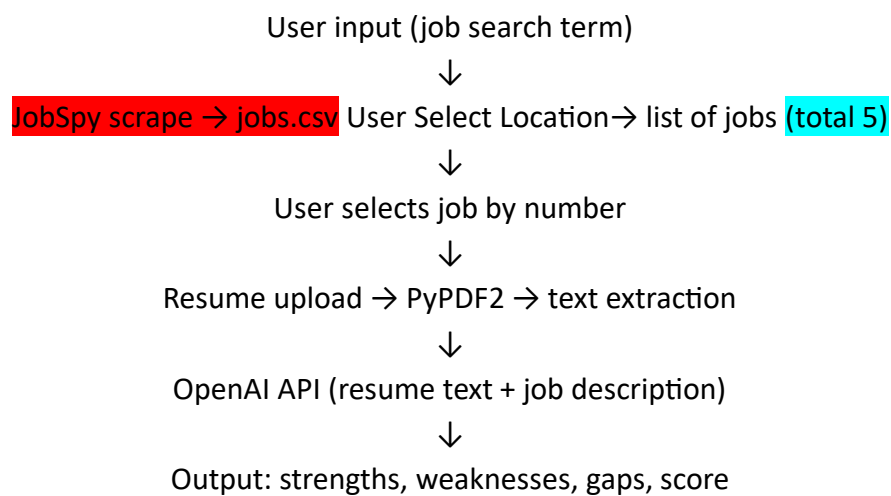 User input (job search term)
↓
JobSpy scrape → jobs.csv User Select Location→ list of jobs (total 5)
↓
User selects job by number
↓
Resume upload → PyPDF2 → text extraction
↓
OpenAI API (resume text + job description)
↓
Output: strengths, weaknesses, gaps, score